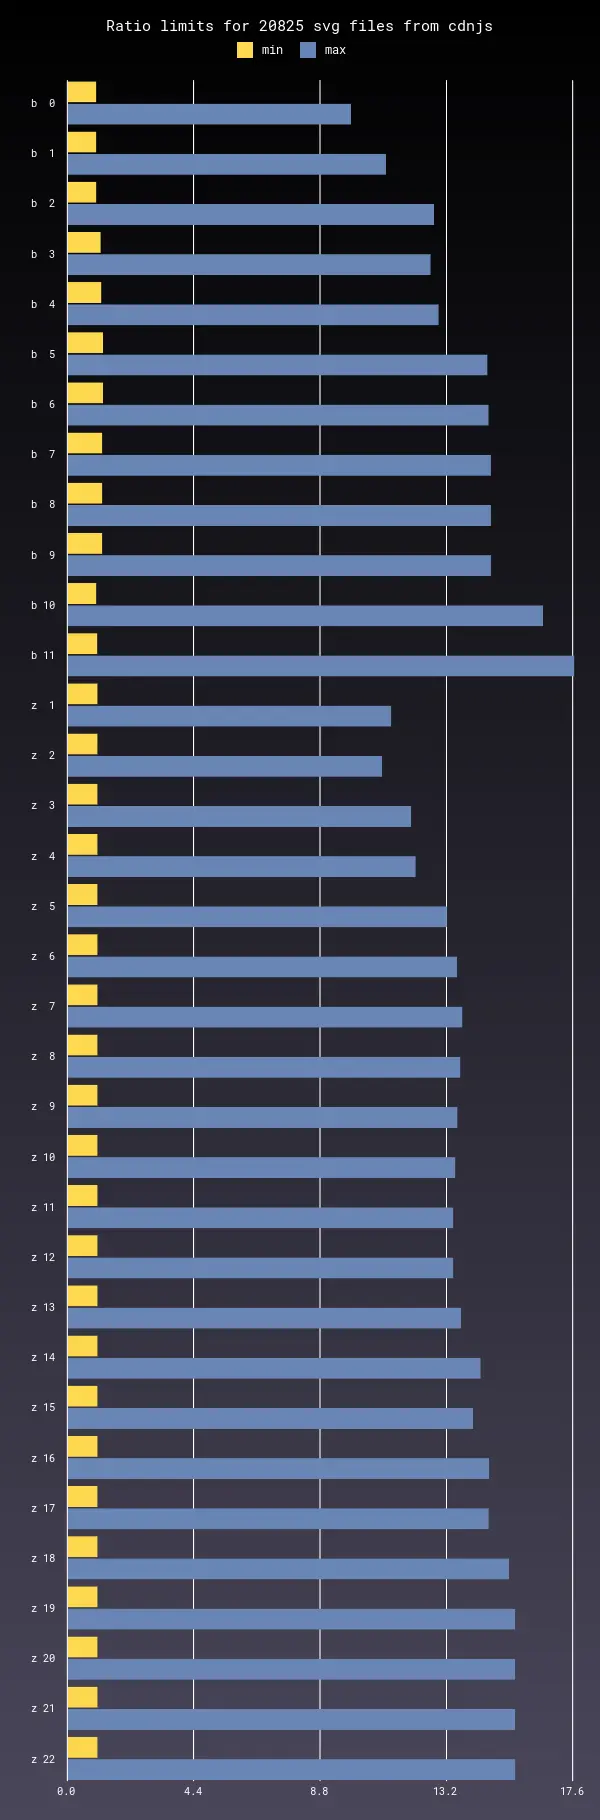 Ratio limits for 20825 svg files from cdnjs
min max
b 0
b 1
b 2
b 3
b 4
b 5
b 6
b 7
b 8
b 9
b 10
b 11
z 1
z 2
z 3
z 4
z 5
z 6
z 7
z 8
z 9
z 10
z 11
z 12
z 13
z 14
z 15
z 16
z 17
z 18
z 19
z 20
z 21
z 22
0.0 4.4 8.8 13.2 17.6